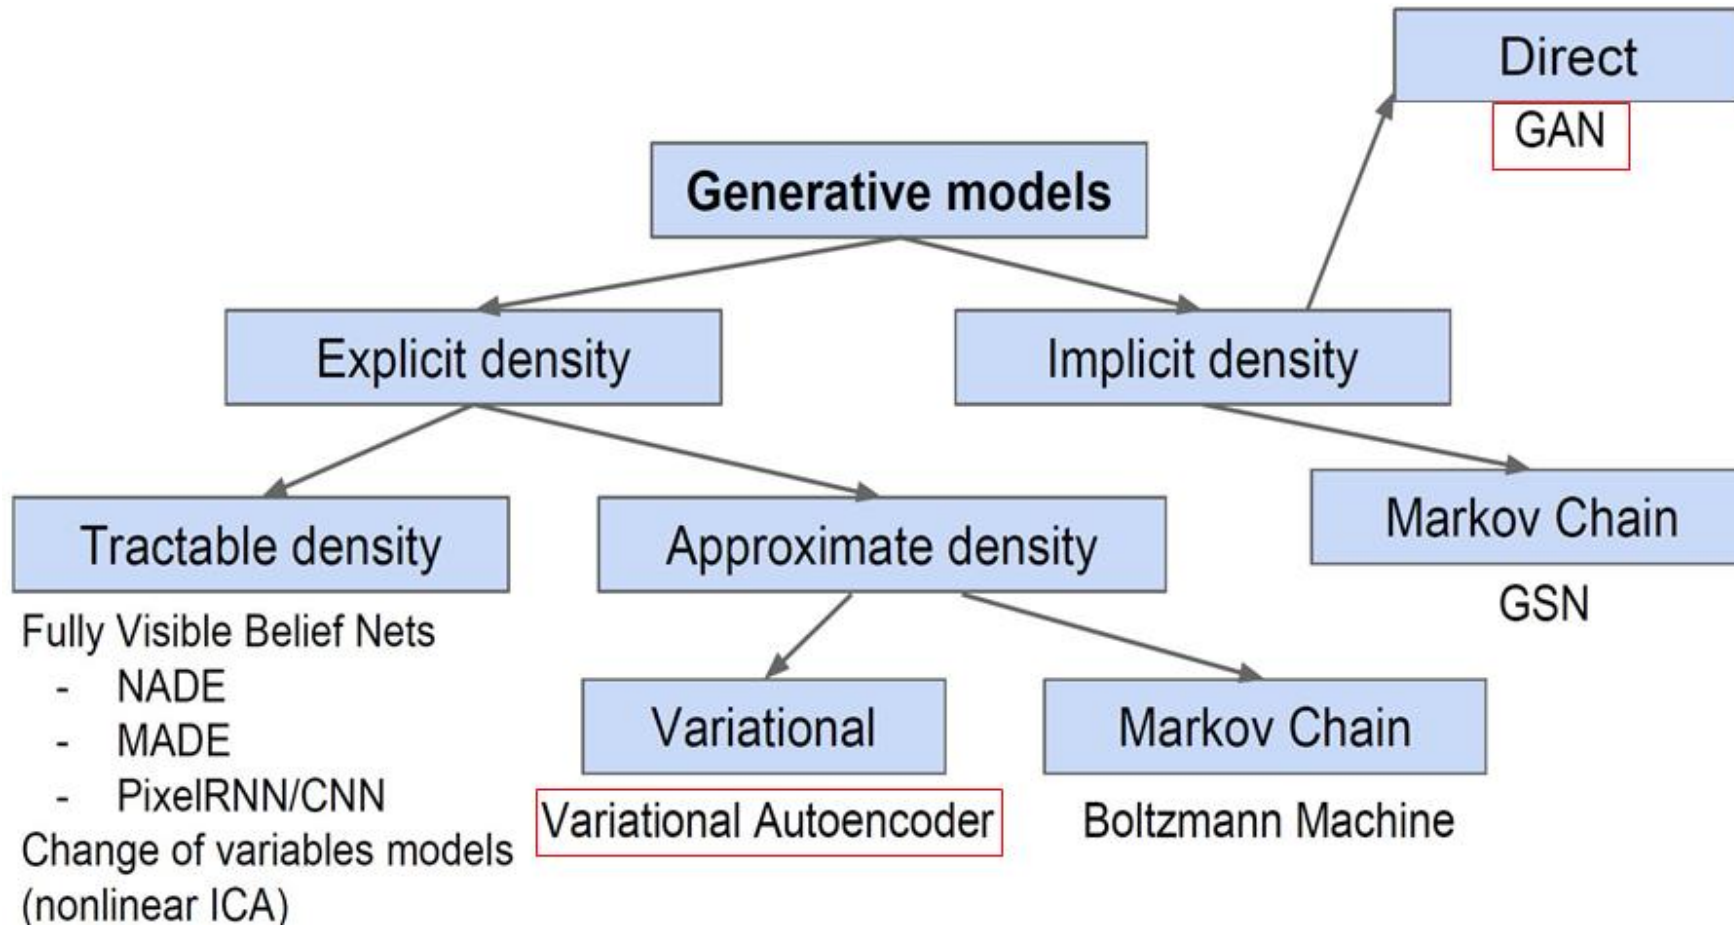 Direct
GAN
Generative models
Explicit density
Implicit density
Markov Chain
GSN
Tractable density
Approximate density
Fully Visible Belief Nets
- NADE
- MADE
- PixelRNN/CNN
Change of variables models
(nonlinear ICA)
Variational
Variational Autoencoder
Markov Chain
Boltzmann Machine